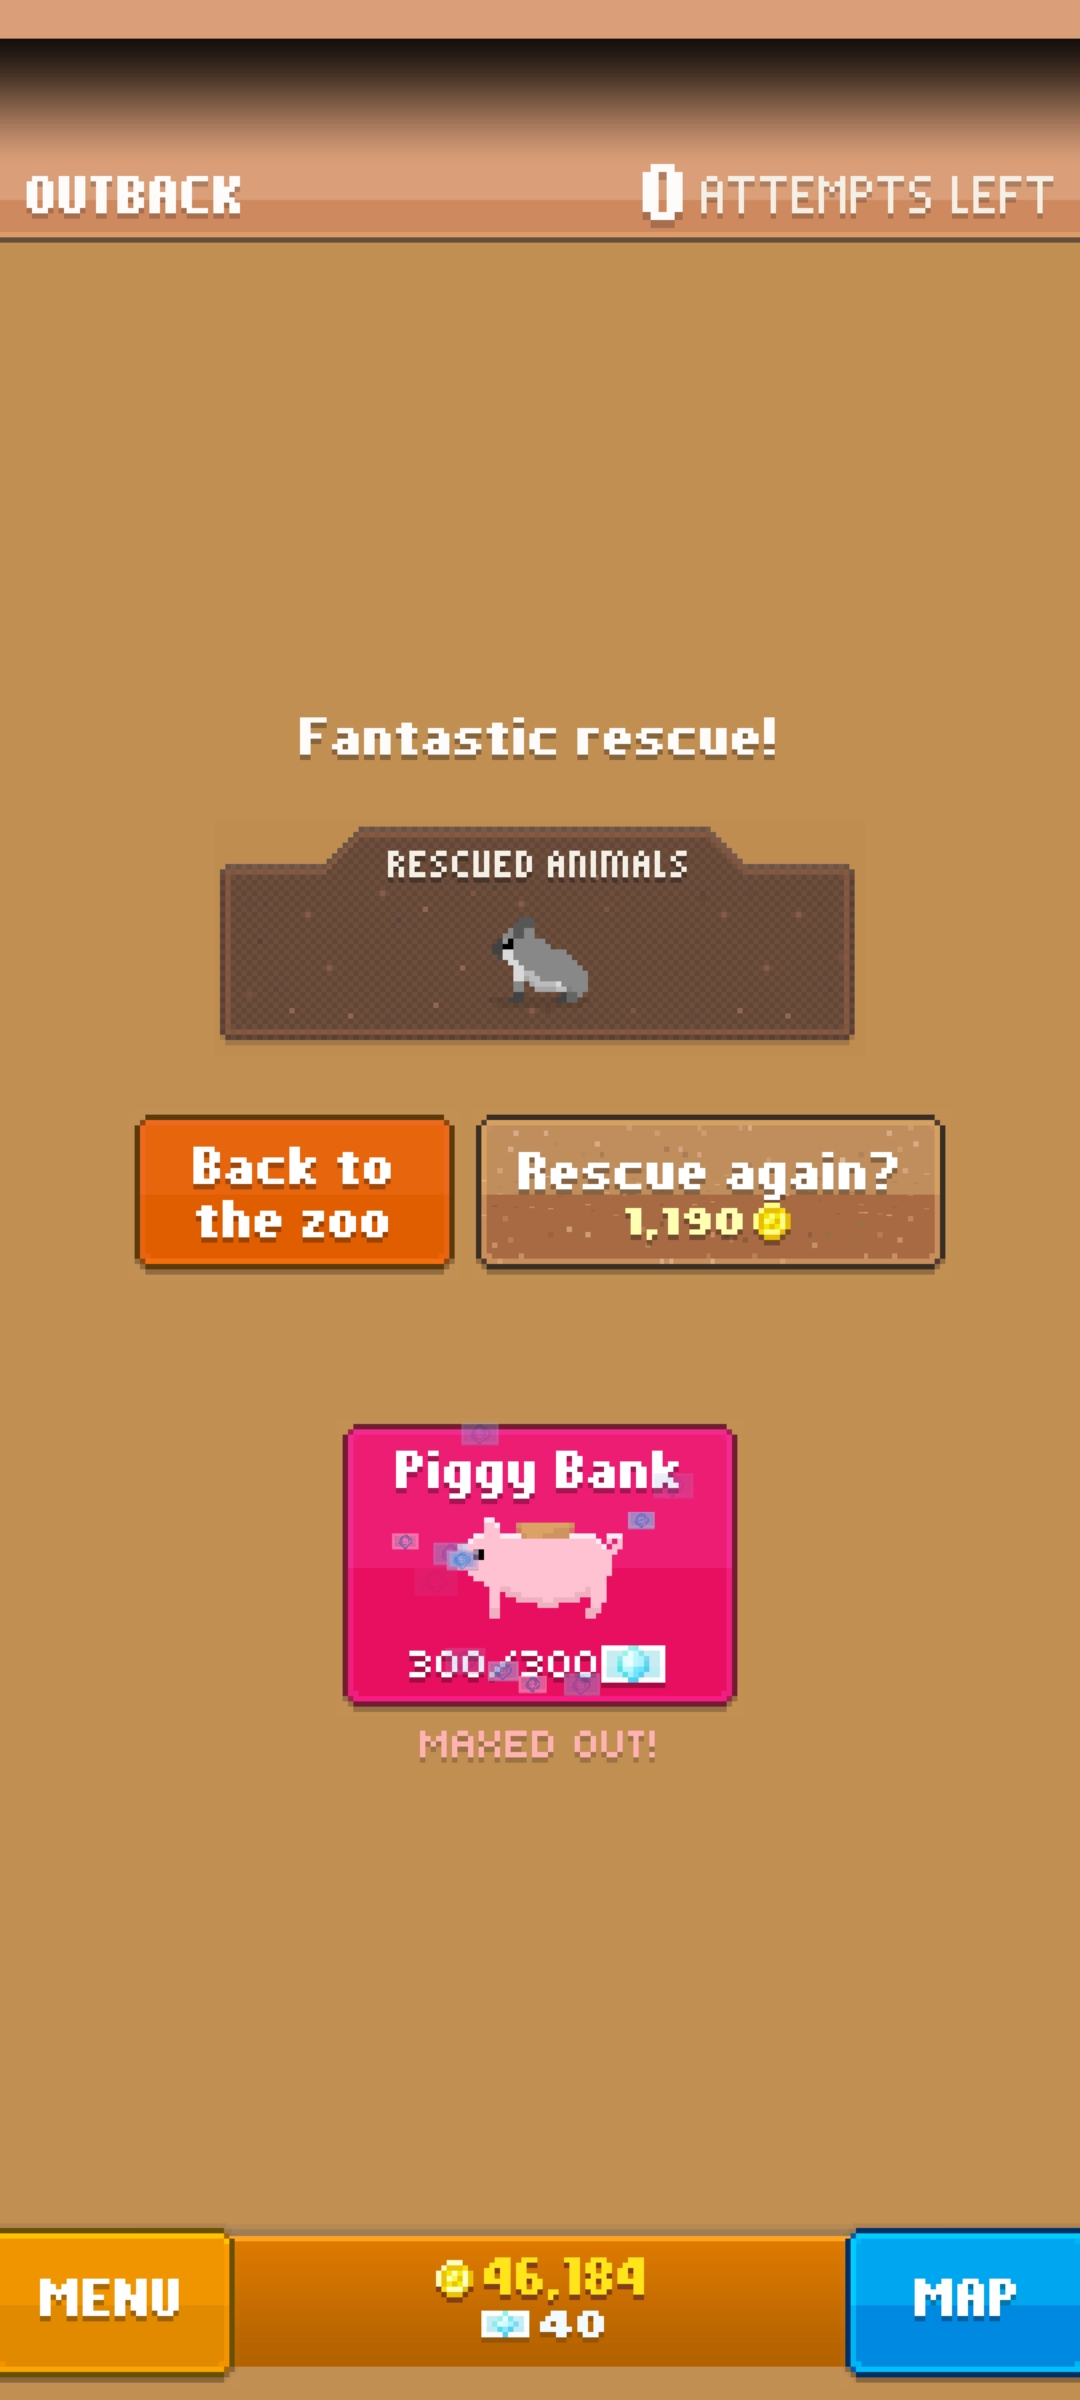 OUTBACK
0 ATTEMPTS LEFT
Fantastic rescue!
RESCUED ANIMALS
Back to
the zoo
Rescue again?
1,190
Piggy Bank
300/300
MAXED OUT!
MENU
46,184
40
MAP